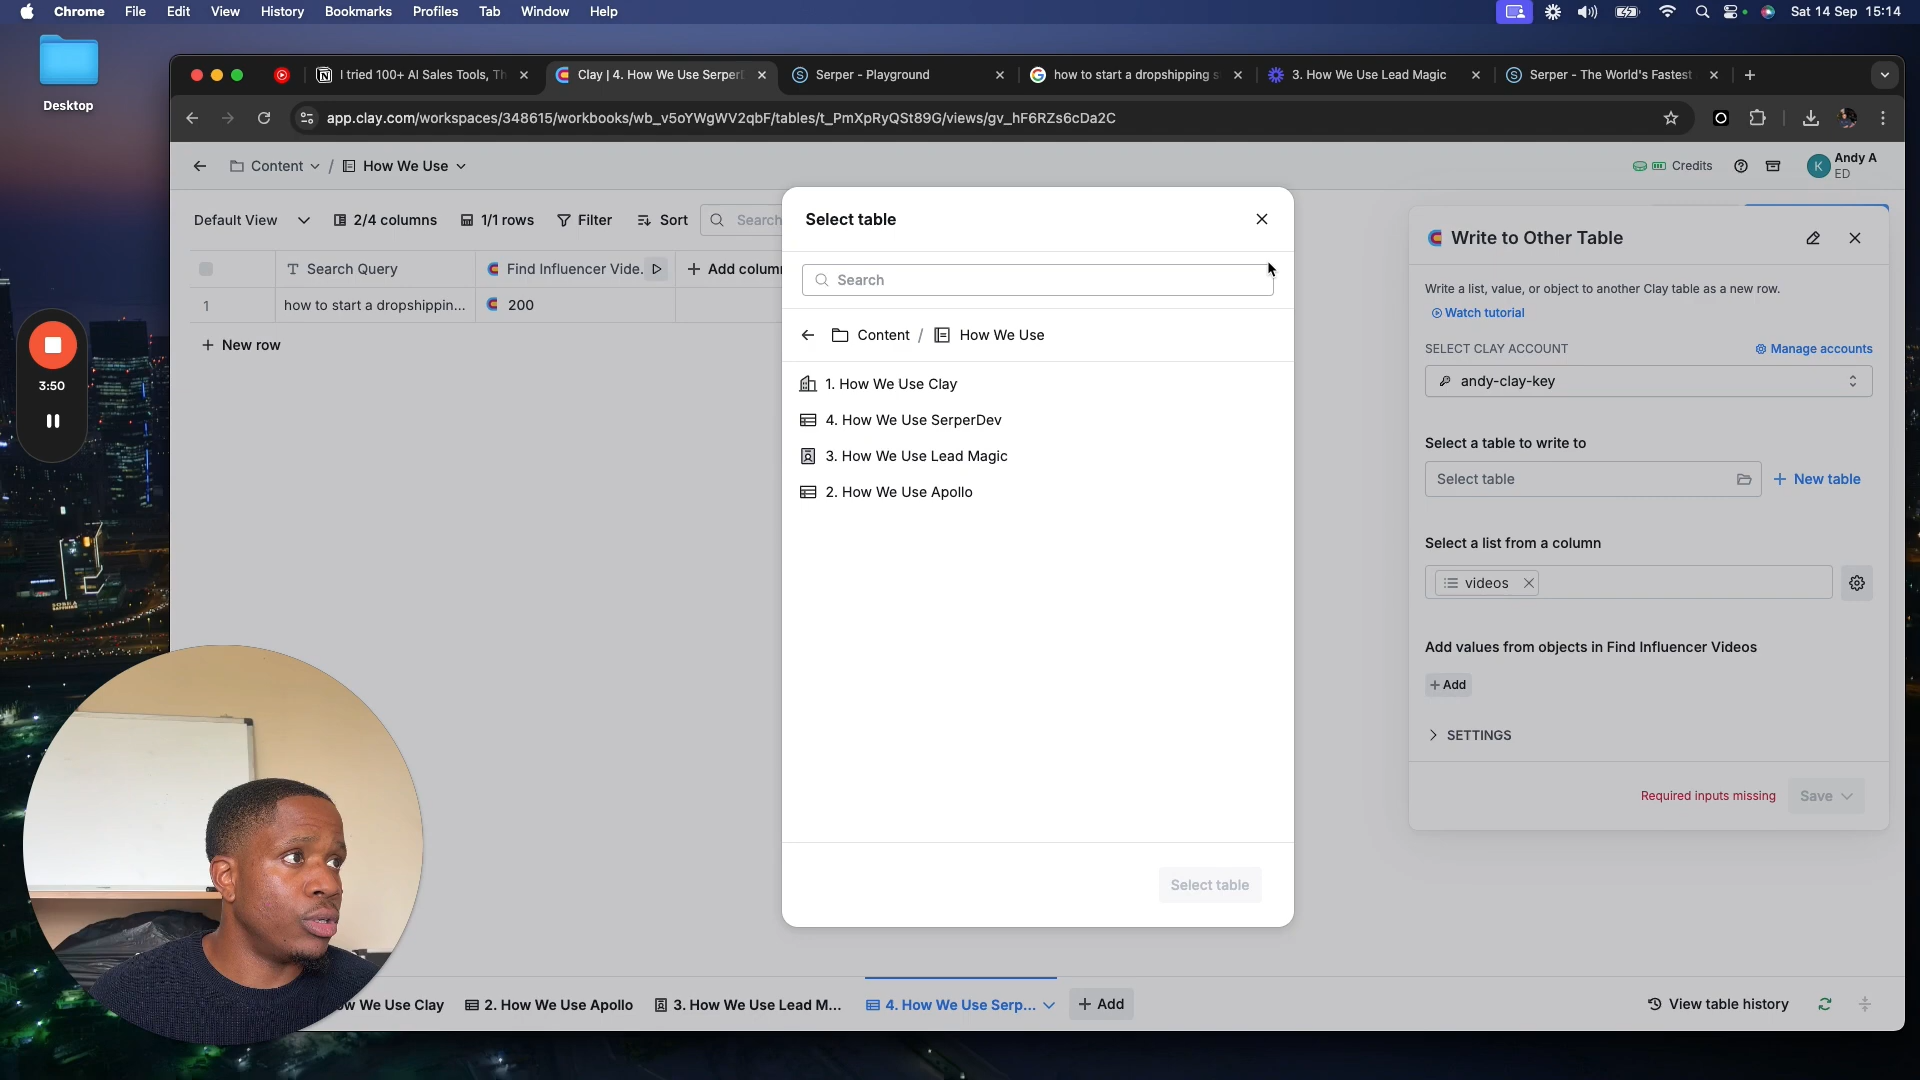 Chrome File Edit View History Bookmarks Profiles Tab Window Help
Sat 14 Sep 15:14
Desktop
I tried 100+ AI Sales Tools, Th
Clay | 4. How We Use Serper
Serper - Playground
how to start a dropshipping s
3. How We Use Lead Magic
Serper - The World's Fastest
app.clay.com/workspaces/348615/workbooks/wb_v5oYWgWV2qbF/tables/t_PmXpRyQSt89G/views/gv_hF6RZs6cDa2C
Content / How We Use
Credits
K
Andy A
ED
Default View 2/4 columns 1/1 rows Filter Sort Search
Search Query Find Influencer Vide. + Add colum
1 how to start a dropshippin... 200
+ New row
3:50
Select table
Search
Content / How We Use
1. How We Use Clay
4. How We Use SerperDev
3. How We Use Lead Magic
2. How We Use Apollo
Select table
Write to Other Table
Write a list, value, or object to another Clay table as a new row.
Watch tutorial
SELECT CLAY ACCOUNT
Manage accounts
andy-clay-key
Select a table to write to
Select table
+ New table
Select a list from a column
videos
Add values from objects in Find Influencer Videos
+ Add
SETTINGS
Required inputs missing
Save
We Use Clay
2. How We Use Apollo
3. How We Use Lead M...
4. How We Use Serp...
+ Add
View table history